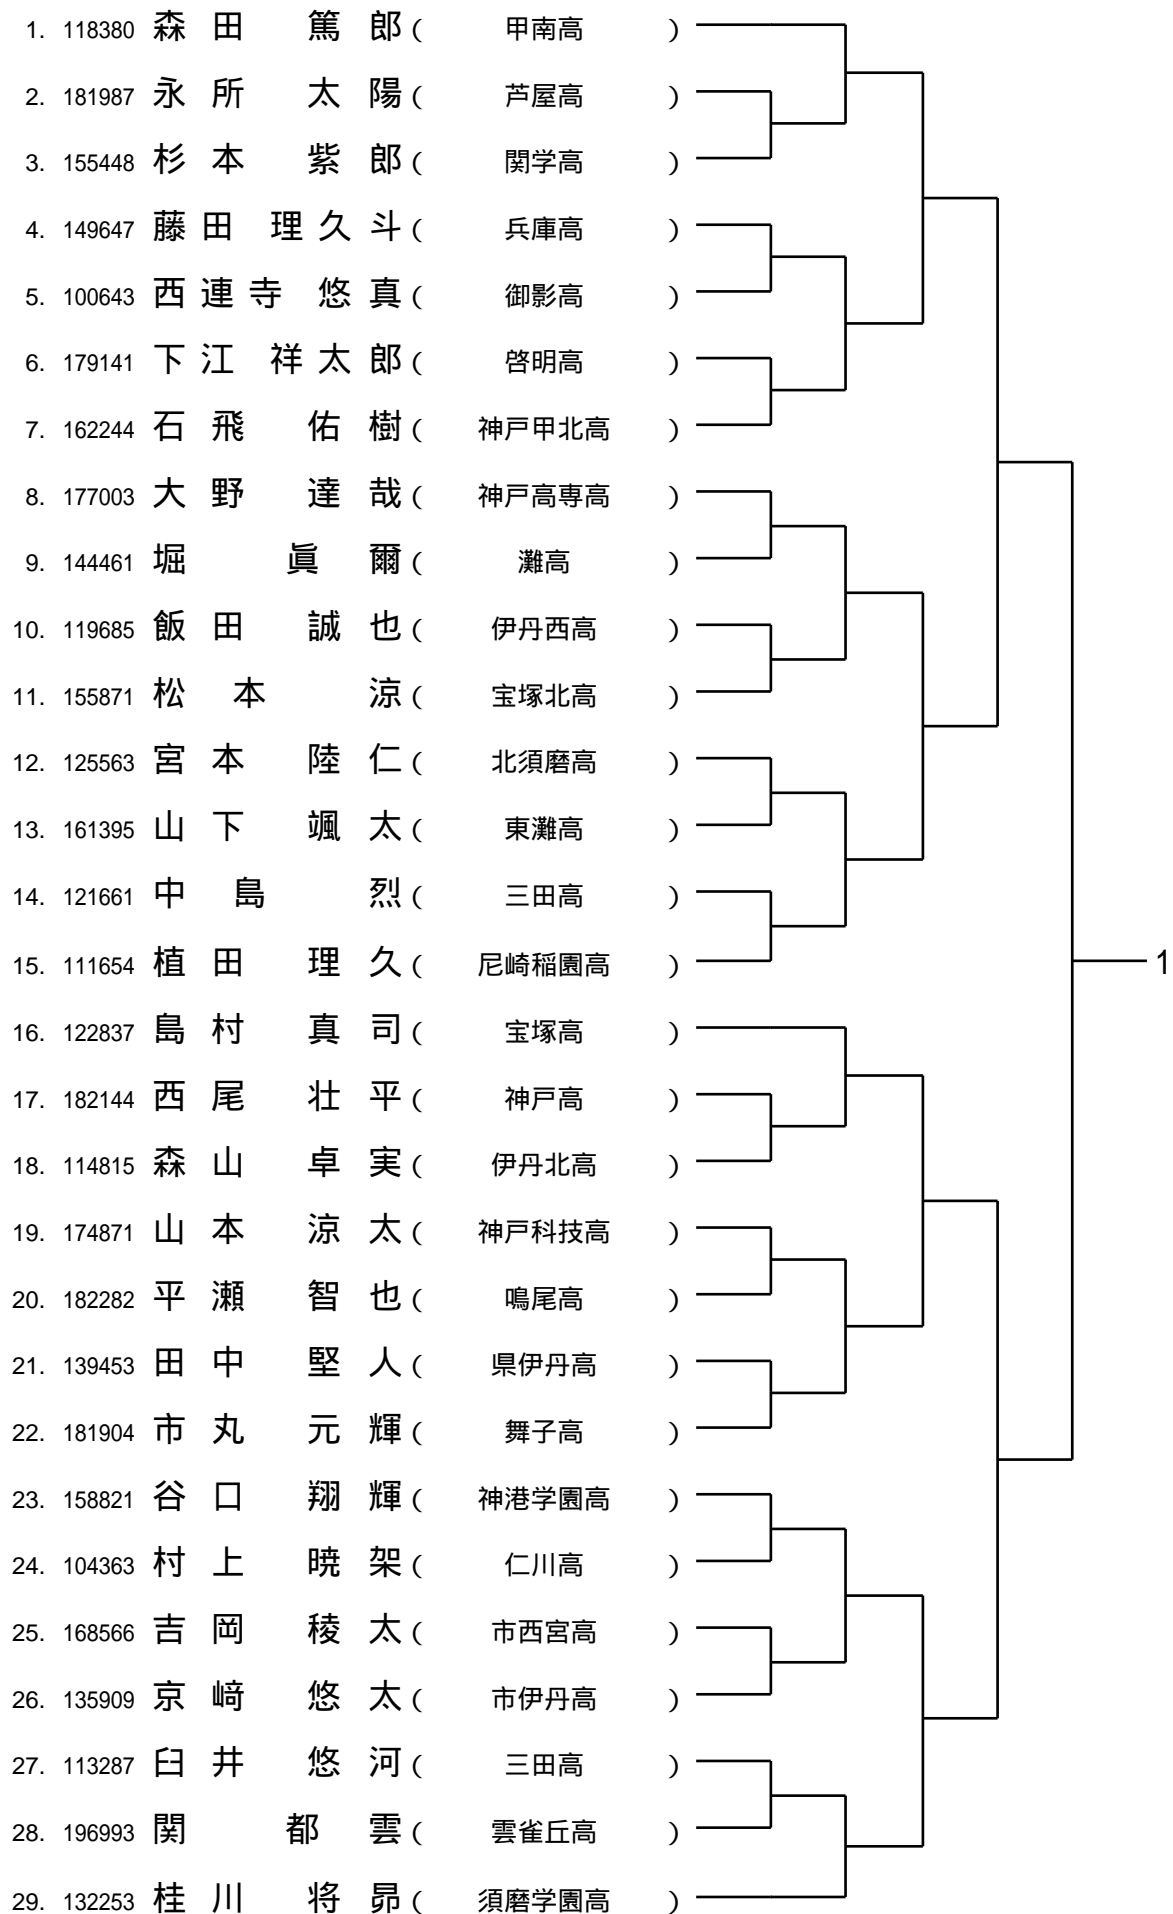 1. 118380 森田 篤郎 ( 甲南高 )
2. 181987 永所 太陽 ( 芦屋高 )
3. 155448 杉本 紫郎 ( 関学高 )
4. 149647 藤田 理久斗 ( 兵庫高 )
5. 100643 西連寺 悠真 ( 御影高 )
6. 179141 下江 祥太郎 ( 啓明高 )
7. 162244 石飛 佑樹 ( 神戸甲北高 )
8. 177003 大野 達哉 ( 神戸高専高 )
9. 144461 堀 眞爾 ( 灘高 )
10. 119685 飯田 誠也 ( 伊丹西高 )
11. 155871 松本 涼 ( 宝塚北高 )
12. 125563 宮本 陸仁 ( 北須磨高 )
13. 161395 山下 颯太 ( 東灘高 )
14. 121661 中島 烈 ( 三田高 )
15. 111654 植田 理久 ( 尼崎稲園高 )
1
16. 122837 島村 真司 ( 宝塚高 )
17. 182144 西尾 壮平 ( 神戸高 )
18. 114815 森山 卓実 ( 伊丹北高 )
19. 174871 山本 涼太 ( 神戸科技高 )
20. 182282 平瀬 智也 ( 鳴尾高 )
21. 139453 田中 堅人 ( 県伊丹高 )
22. 181904 市丸 元輝 ( 舞子高 )
23. 158821 谷口 翔輝 ( 神港学園高 )
24. 104363 村上 暁架 ( 仁川高 )
25. 168566 吉岡 稜太 ( 市西宮高 )
26. 135909 京﨑 悠太 ( 市伊丹高 )
27. 113287 臼井 悠河 ( 三田高 )
28. 196993 関 都雲 ( 雲雀丘高 )
29. 132253 桂川 将昴 ( 須磨学園高 )